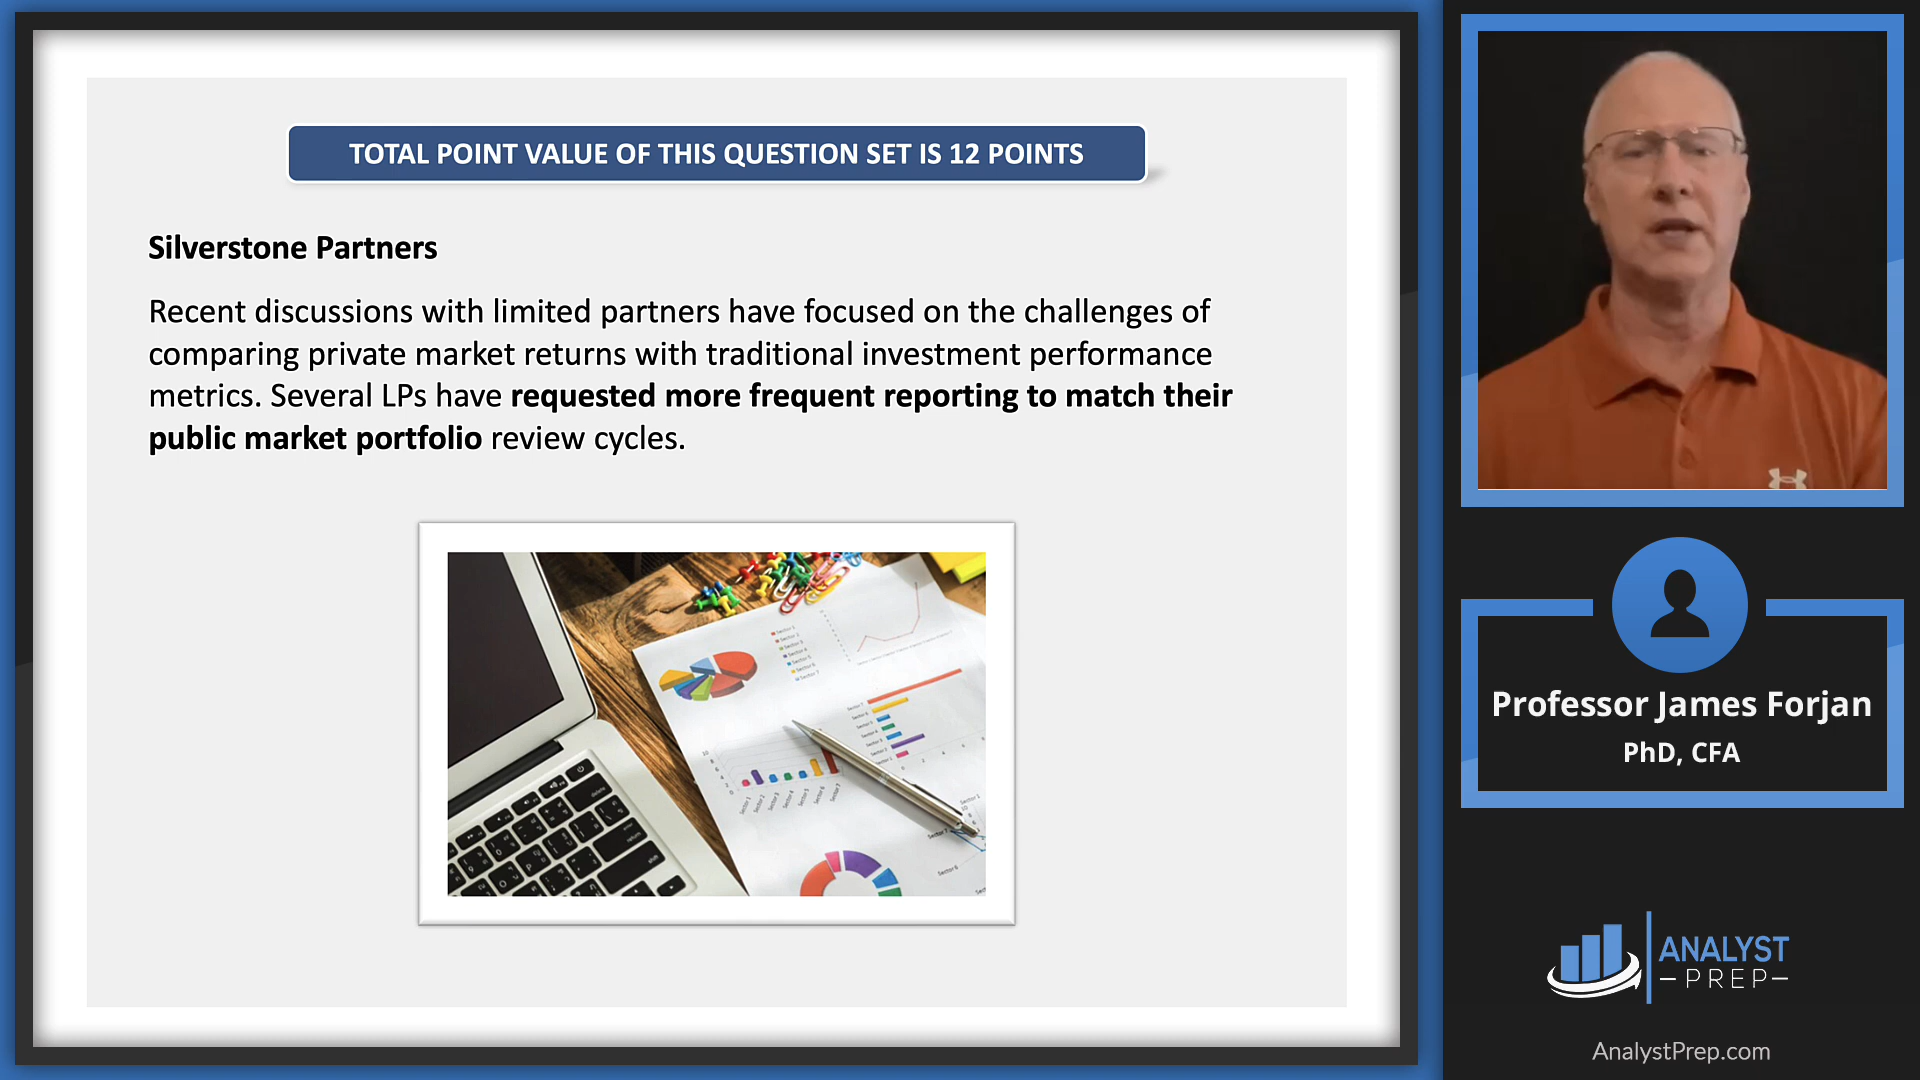 TOTAL POINT VALUE OF THIS QUESTION SET IS 12 POINTS
Silverstone Partners
Recent discussions with limited partners have focused on the challenges of
comparing private market returns with traditional investment performance
metrics. Several LPs have requested more frequent reporting to match their
public market portfolio review cycles.
Professor James Forjan
PhD, CFA
ANALYST
PREP
AnalystPrep.com